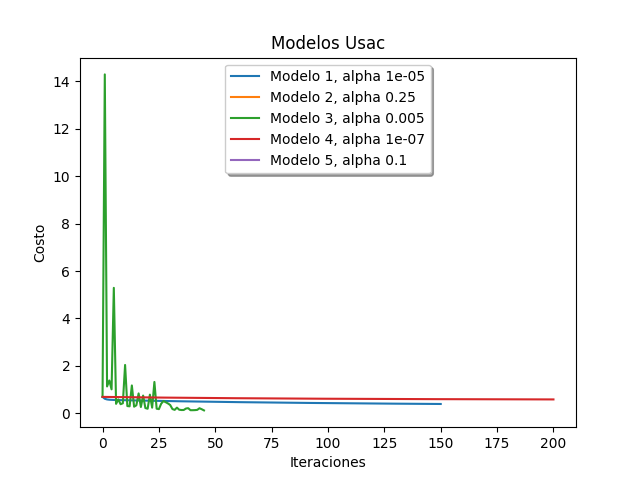 Modelos Usac
Modelo 1, alpha 1e-05
Modelo 2, alpha 0.25
Modelo 3, alpha 0.005
Modelo 4, alpha 1e-07
Modelo 5, alpha 0.1
Costo
14
12
10
8
6
4
2
0
0 25 50 75 100 125 150 175 200
Iteraciones